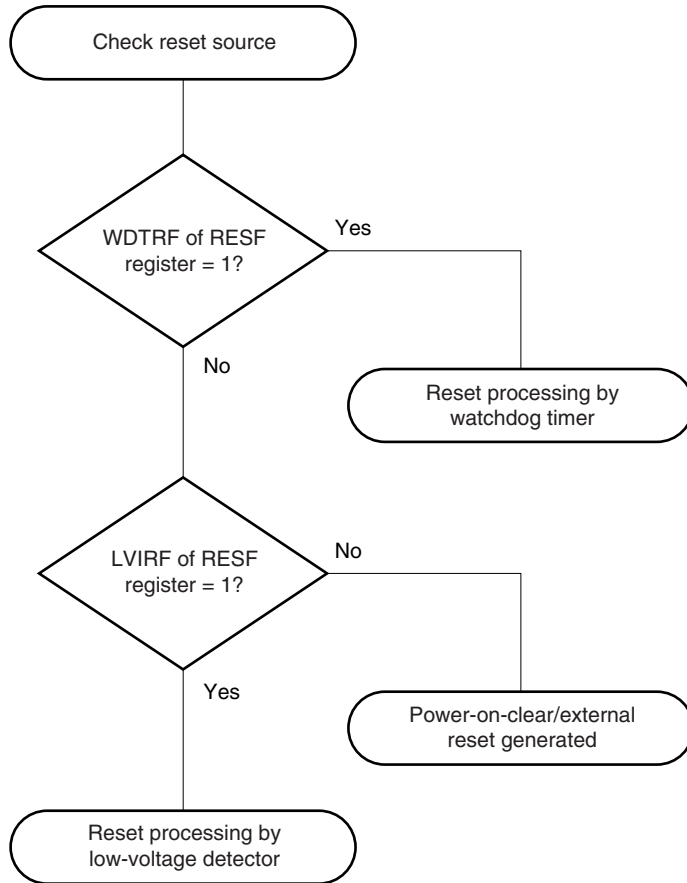 Check reset source
WDTRF of RESF
register = 1?
Yes
No
Reset processing by
watchdog timer
LVIRF of RESF
register = 1?
No
Yes
Power-on-clear/external
reset generated
Reset processing by
low-voltage detector